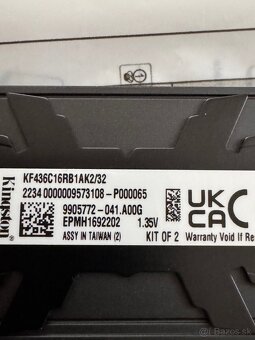 Kingston
KF436C16RB1AK2/32
2234 0000009573108 - P000065
9905772 - 041.A00G
EPMH1692202 1.35V
ASSY IN TAIWAN (2) KIT OF 2 Warranty Void If Re
UK
CA
bazos.sk